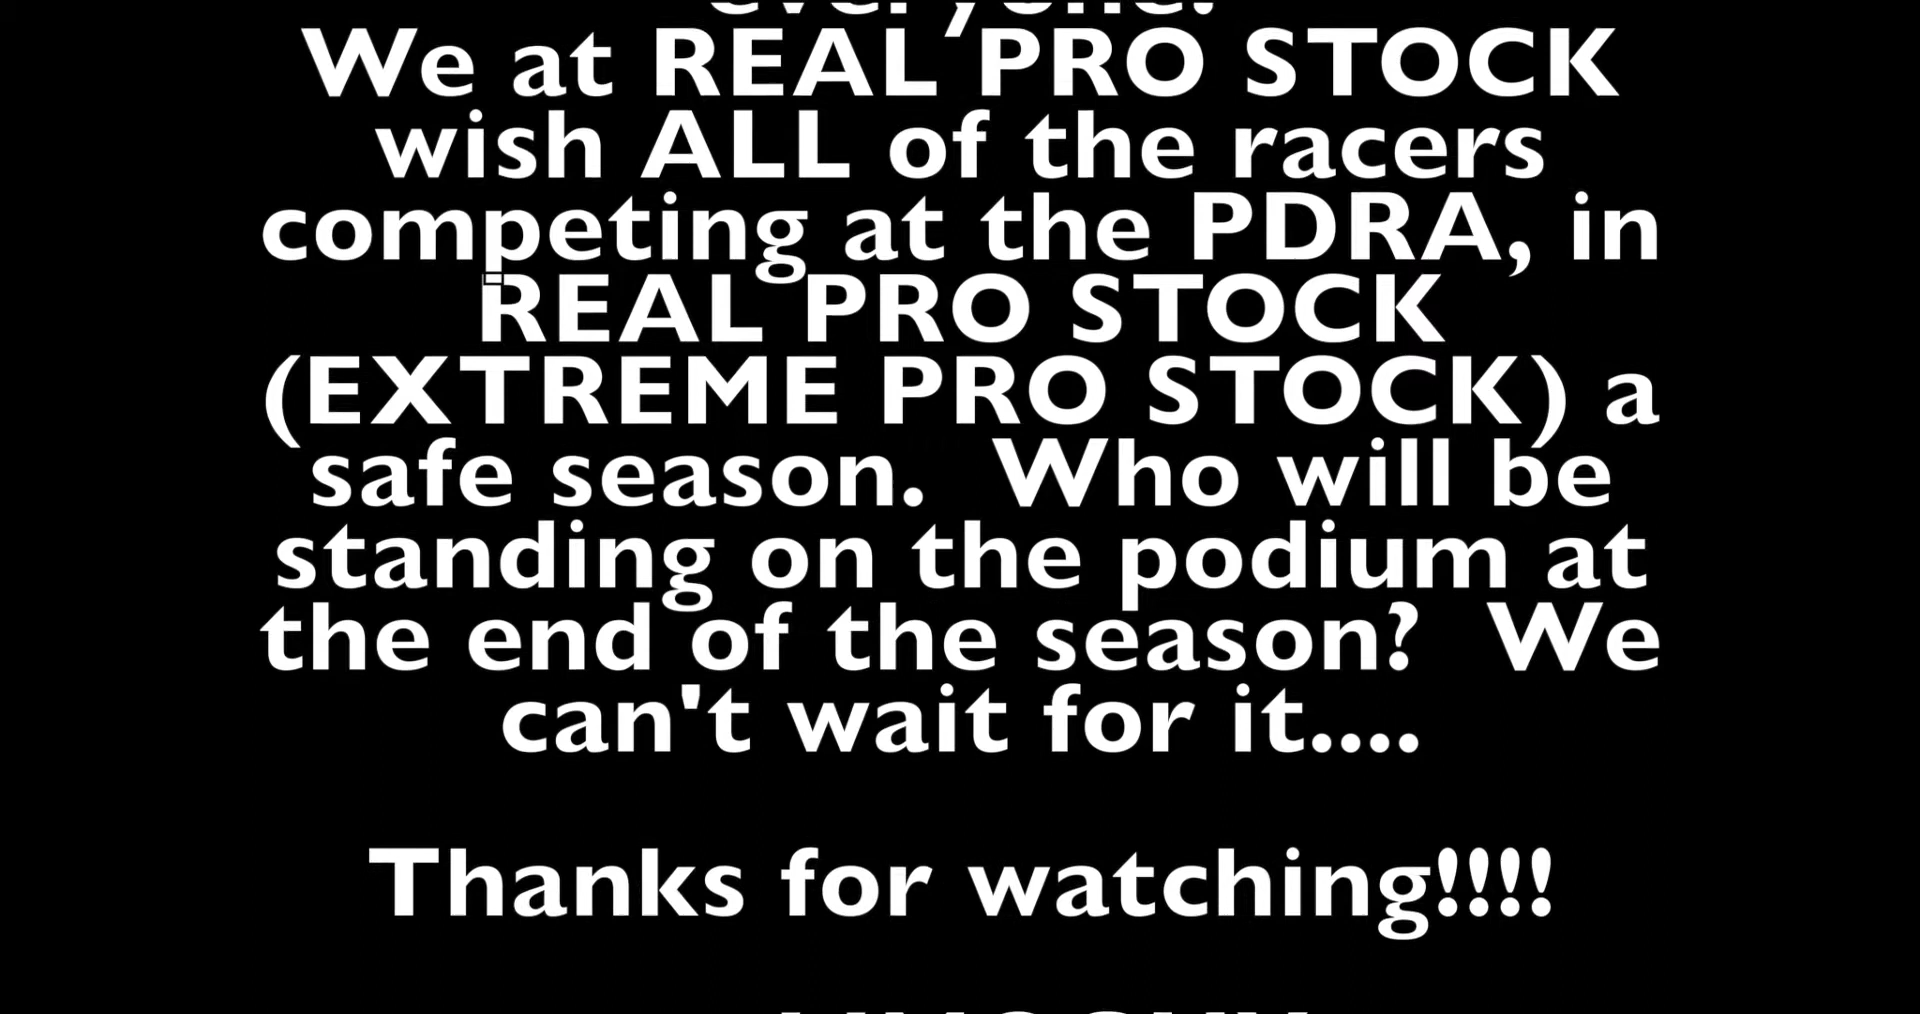 everyone.
We at REAL PRO STOCK
wish ALL of the racers
competing at the PDRA, in
REAL PRO STOCK
(EXTREME PRO STOCK) a
safe season.  Who will be
standing on the podium at
the end of the season?  We
can't wait for it....
Thanks for watching!!!!